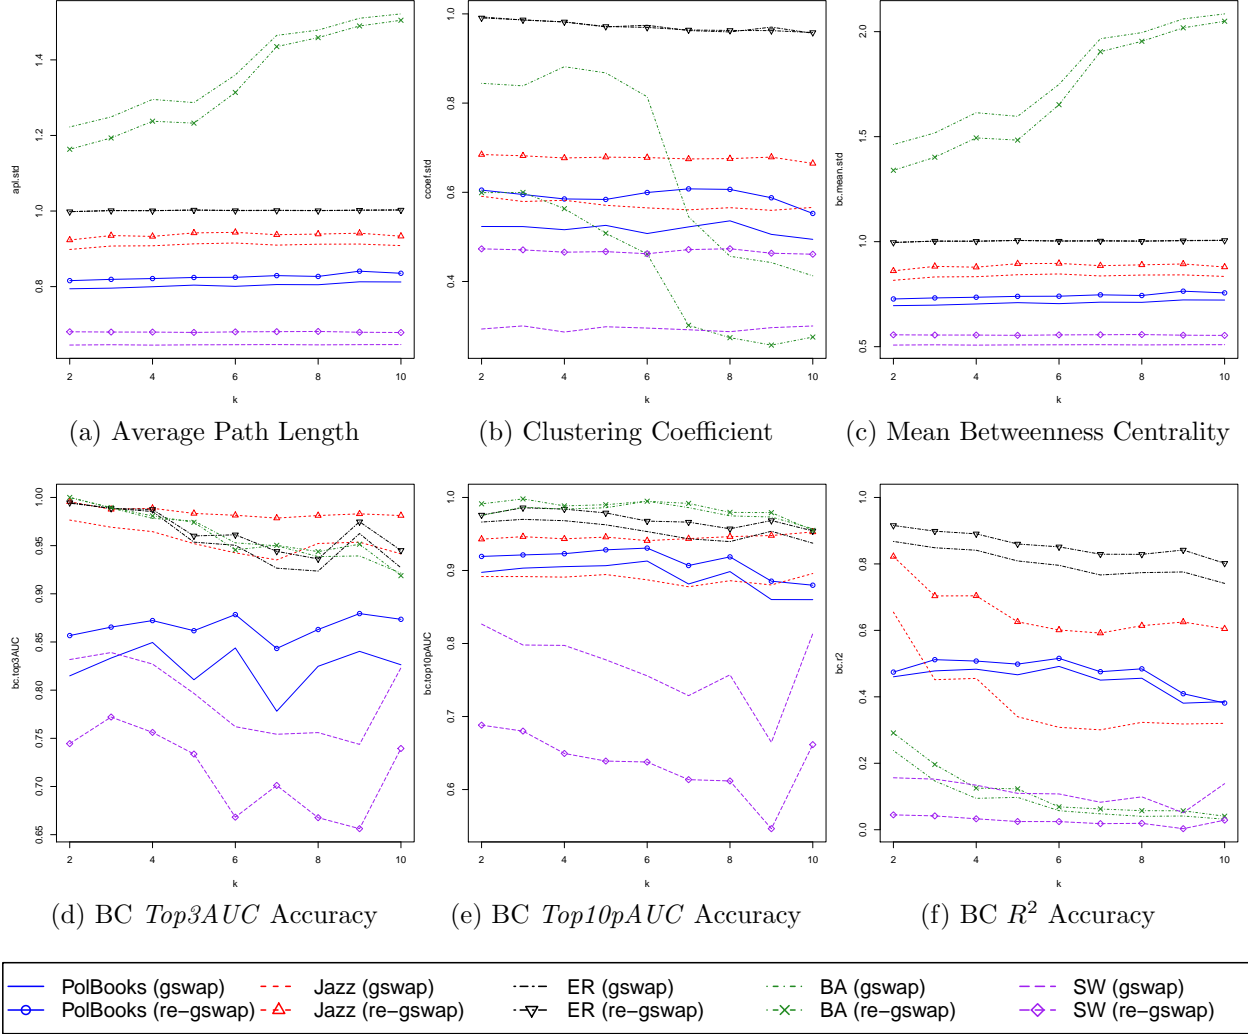 apl.std
0.8 1.0 1.2 1.4
2 4 6 8 10
k
(a) Average Path Length
ccoef.std
0.4 0.6 0.8 1.0
2 4 6 8 10
k
(b) Clustering Coefficient
bc.mean.std
0.5 1.0 1.5 2.0
2 4 6 8 10
k
(c) Mean Betweenness Centrality
bc.top3AUC
0.65 0.70 0.75 0.80 0.85 0.90 0.95 1.00
2 4 6 8 10
k
(d) BC Top3AUC Accuracy
bc.top10pAUC
0.6 0.7 0.8 0.9 1.0
2 4 6 8 10
k
(e) BC Top10pAUC Accuracy
bc.r2
0.0 0.2 0.4 0.6 0.8 1.0
2 4 6 8 10
k
(f) BC R² Accuracy
PolBooks (gswap) Jazz (gswap) ER (gswap) BA (gswap) SW (gswap)
PolBooks (re-gswap) Jazz (re-gswap) ER (re-gswap) BA (re-gswap) SW (re-gswap)